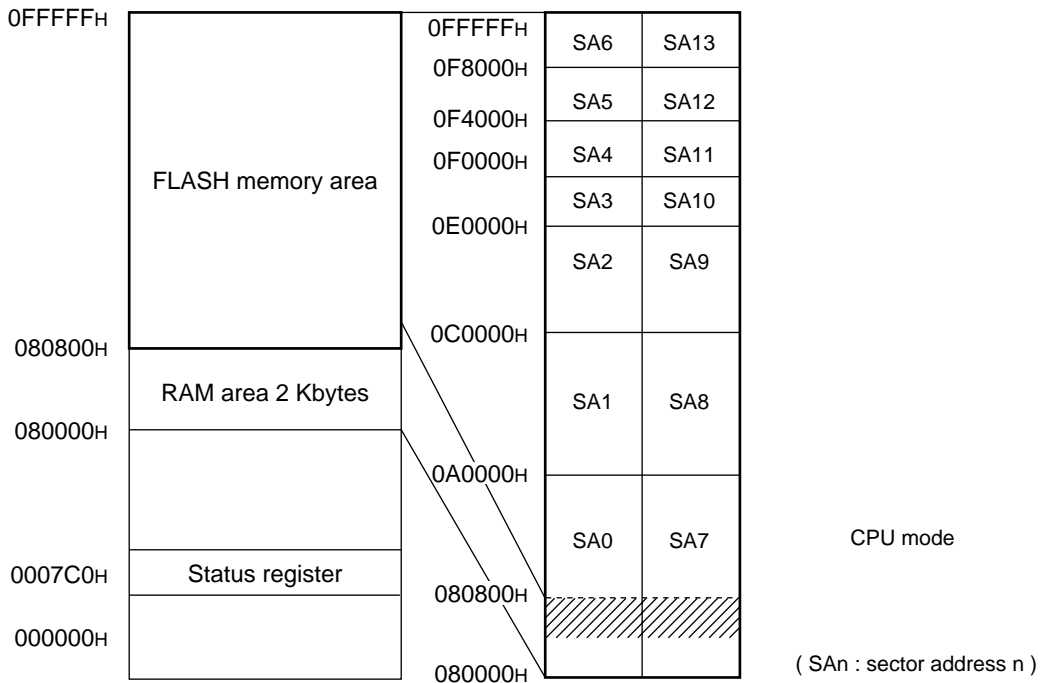 0FFFFFH
FLASH memory area
080800H
RAM area 2 Kbytes
080000H
Status register
0007C0H
000000H
0FFFFFH
SA6 SA13
0F8000H
SA5 SA12
0F4000H
SA4 SA11
0F0000H
SA3 SA10
0E0000H
SA2 SA9
0C0000H
SA1 SA8
0A0000H
SA0 SA7
080800H
080000H
CPU mode
( SAn : sector address n )